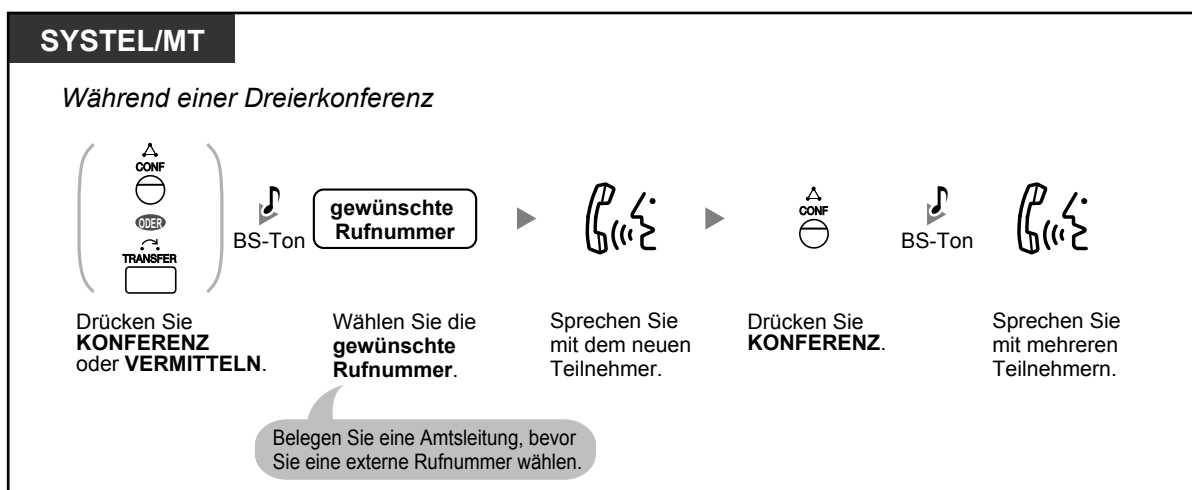 SYSTEL/MT
Während einer Dreierkonferenz
CONF
ODER
TRANSFER
BS-Ton
gewünschte
Rufnummer
CONF
BS-Ton
Drücken Sie
KONFERENZ
oder VERMITTELN.
Wählen Sie die
gewünschte
Rufnummer.
Sprechen Sie
mit dem neuen
Teilnehmer.
Drücken Sie
KONFERENZ.
Sprechen Sie
mit mehreren
Teilnehmern.
Belegen Sie eine Amtsleitung, bevor
Sie eine externe Rufnummer wählen.